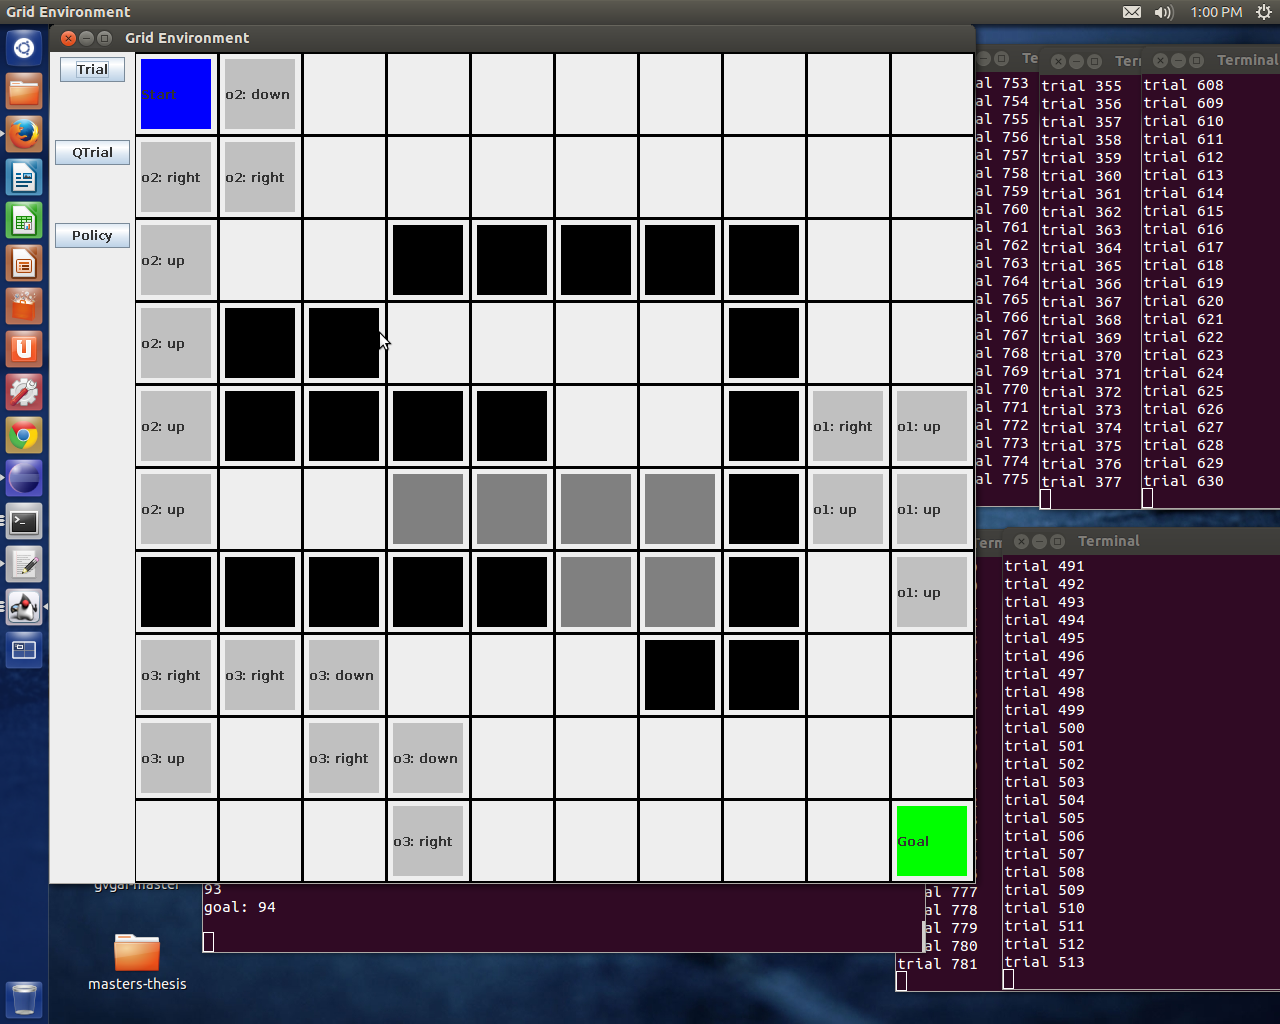 Grid Environment
1:00 PM
Grid Environment
Trial
QTrial
Policy
Start
o2: down
o2: right
o2: right
o2: up
o2: up
o2: up
o1: right
o1: up
o2: up
o1: up
o1: up
o1: up
o3: right
o3: right
o3: down
o3: up
o3: right
o3: down
o3: right
Goal
Te
al 753
al 754
al 755
al 756
al 757
al 758
al 759
al 760
al 761
al 762
al 763
al 764
al 765
al 766
al 767
al 768
al 769
al 770
al 771
al 772
al 773
al 774
al 775
Ter
trial 355
trial 356
trial 357
trial 358
trial 359
trial 360
trial 361
trial 362
trial 363
trial 364
trial 365
trial 366
trial 367
trial 368
trial 369
trial 370
trial 371
trial 372
trial 373
trial 374
trial 375
trial 376
trial 377
Terminal
trial 608
trial 609
trial 610
trial 611
trial 612
trial 613
trial 614
trial 615
trial 616
trial 617
trial 618
trial 619
trial 620
trial 621
trial 622
trial 623
trial 624
trial 625
trial 626
trial 627
trial 628
trial 629
trial 630
Term
al 777
al 778
al 779
al 780
trial 781
Terminal
trial 491
trial 492
trial 493
trial 494
trial 495
trial 496
trial 497
trial 498
trial 499
trial 500
trial 501
trial 502
trial 503
trial 504
trial 505
trial 506
trial 507
trial 508
trial 509
trial 510
trial 511
trial 512
trial 513
gvgai-master
93
goal: 94
masters-thesis